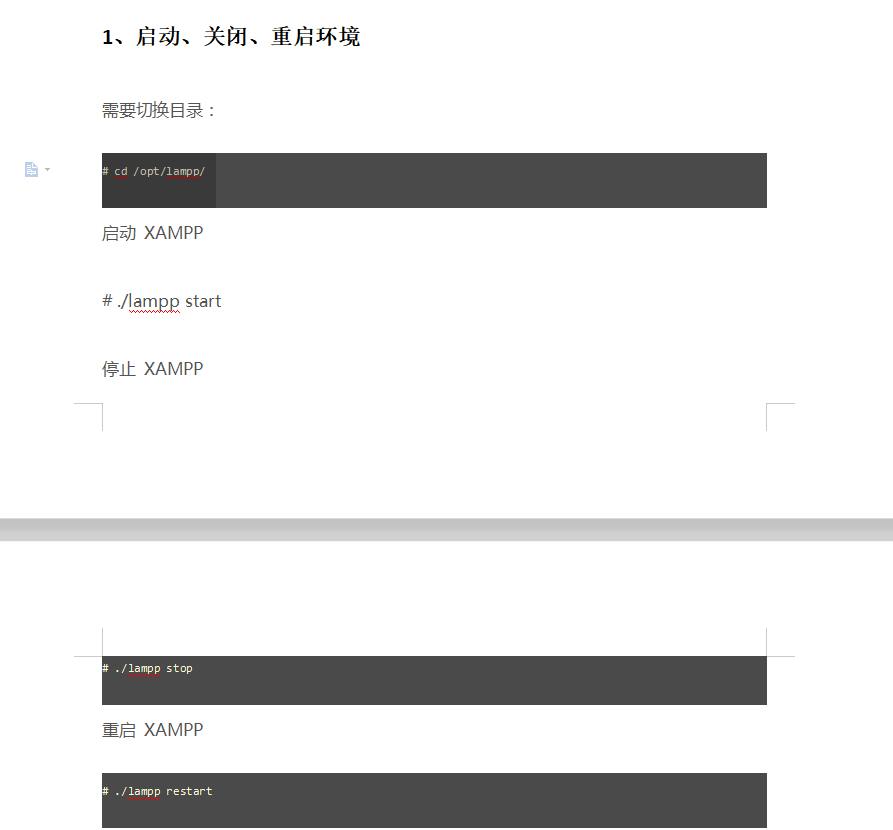 1、启动、关闭、重启环境
需要切换目录：
# cd /opt/lampp/
启动 XAMPP
# ./lampp start
停止 XAMPP
# ./lampp stop
重启 XAMPP
# ./lampp restart